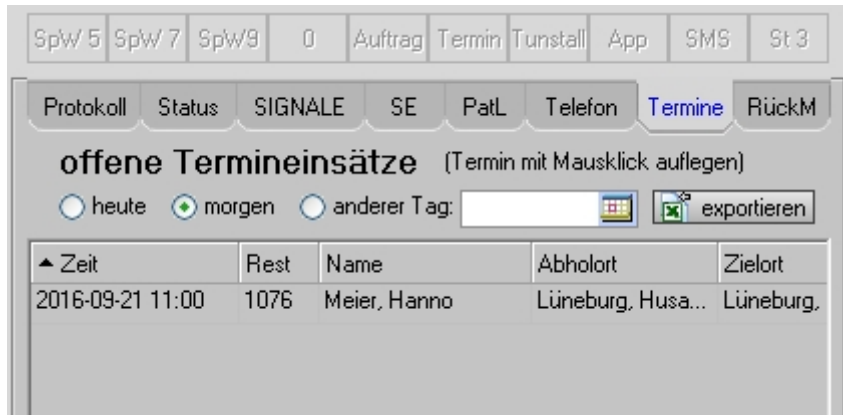 SpW 5 SpW 7 SpW9 0 Auftrag Termin Tunstall App SMS St 3
Protokoll Status SIGNALE SE PatL Telefon Termine RückM
offene Termineinsätze (Termin mit Mausklick auflegen)
heute morgen anderer Tag: exportieren
Zeit Rest Name Abholort Zielort
2016-09-21 11:00 1076 Meier, Hanno Lüneburg, Husa... Lüneburg,